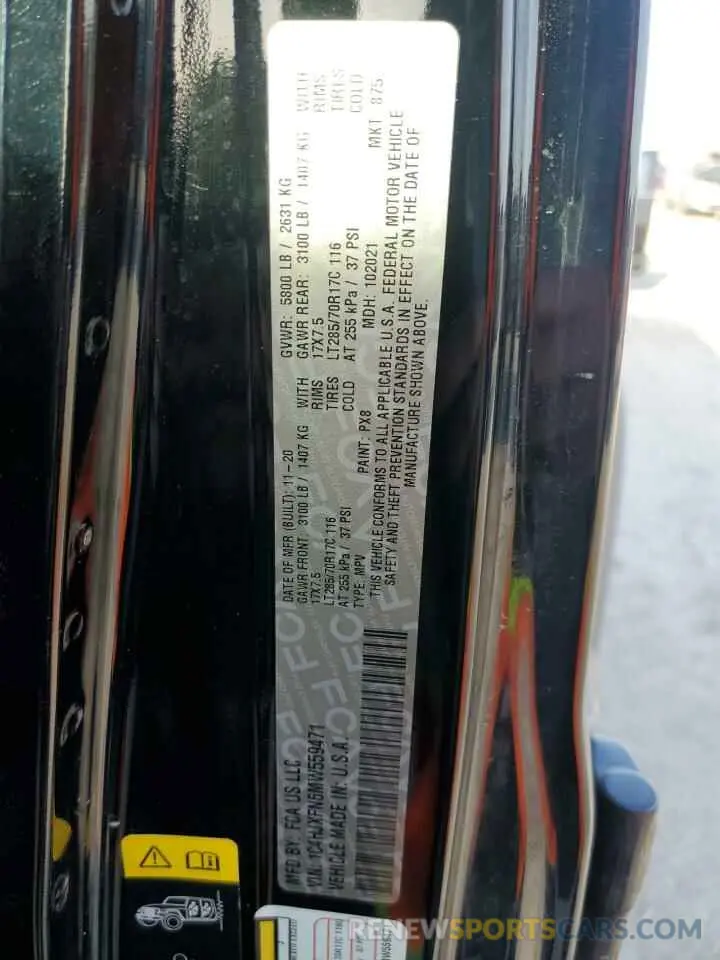 MFD BY: FCA US LLC
DATE OF MFR (BUILT): 11-20
GVWR: 5800 LB / 2631 KG
GAWR FRONT: 3100 LB / 1407 KG WITH
17X7.5 RIMS
LT285/70R17C 116 TIRES
AT 255 kPa / 37 PSI COLD
GAWR REAR: 3100 LB / 1407 KG WITH
17X7.5 RIMS
LT285/70R17C 116 TIRES
AT 255 kPa / 37 PSI COLD
VIN: 1C4HJXFN5MW559471
VEHICLE MADE IN: U.S.A.
TYPE: MPV
PAINT: PX8
MDH: 102021
MKT 875
THIS VEHICLE CONFORMS TO ALL APPLICABLE U.S.A. FEDERAL MOTOR VEHICLE
SAFETY AND THEFT PREVENTION STANDARDS IN EFFECT ON THE DATE OF
MANUFACTURE SHOWN ABOVE.
RENEWSPORTSCARS.COM